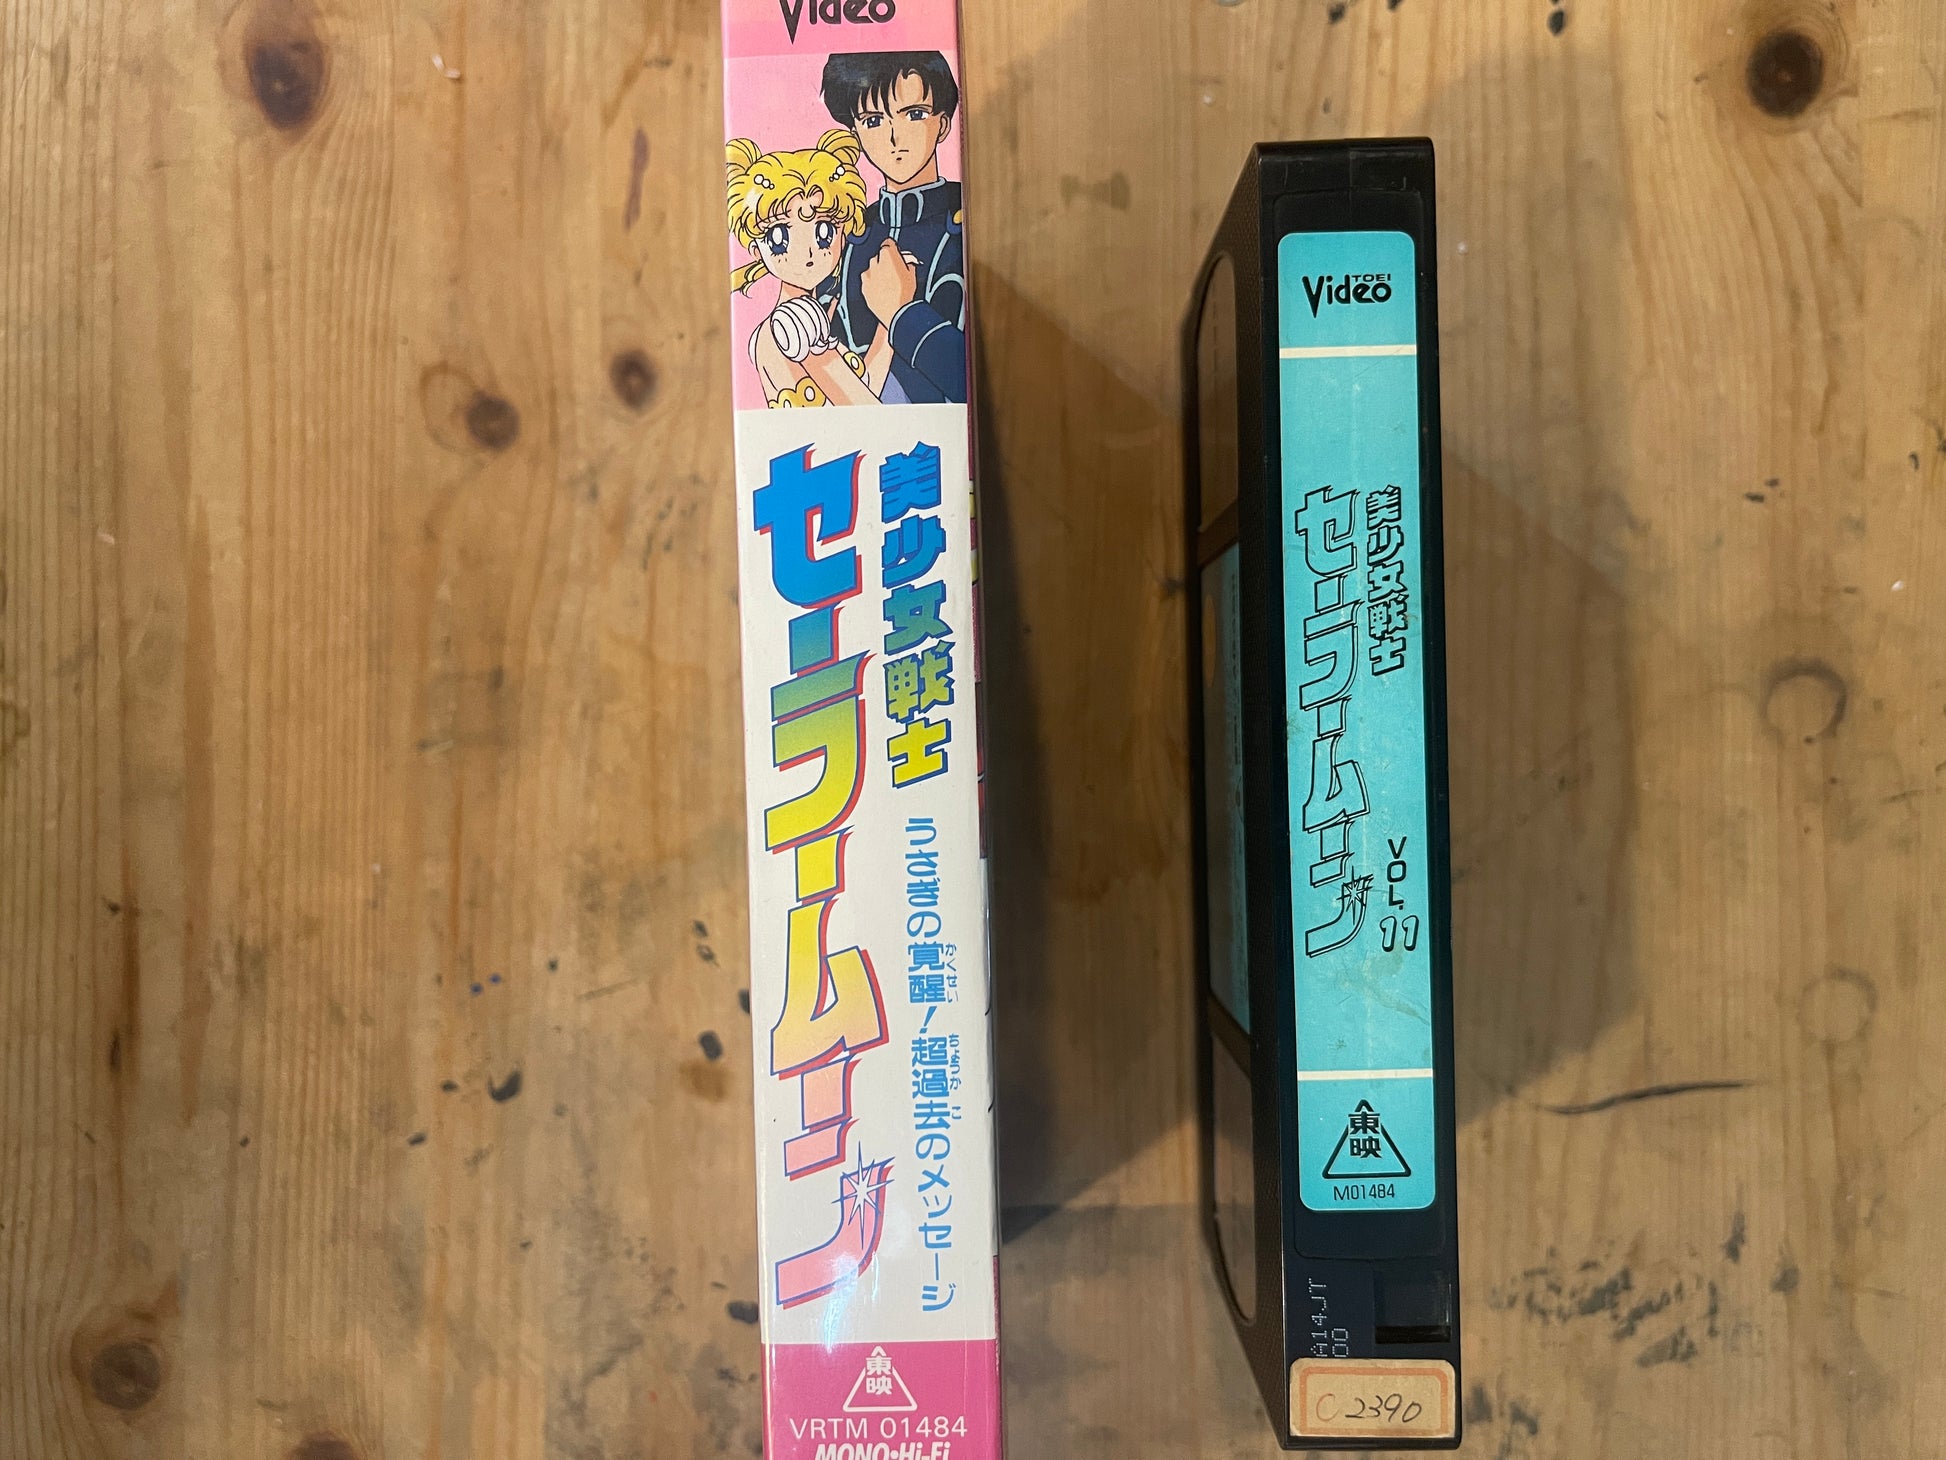 Video
美少女戦士
セーラームーン
うさぎの覚醒!超過去のメッセージ
かくせい
ちょうかこ
東映
VRTM 01484
MONO•Hi-Fi
TOEI
Video
美少女戦士
セーラームーン
VOL.11
東映
M01484
A14JT
00
C2390